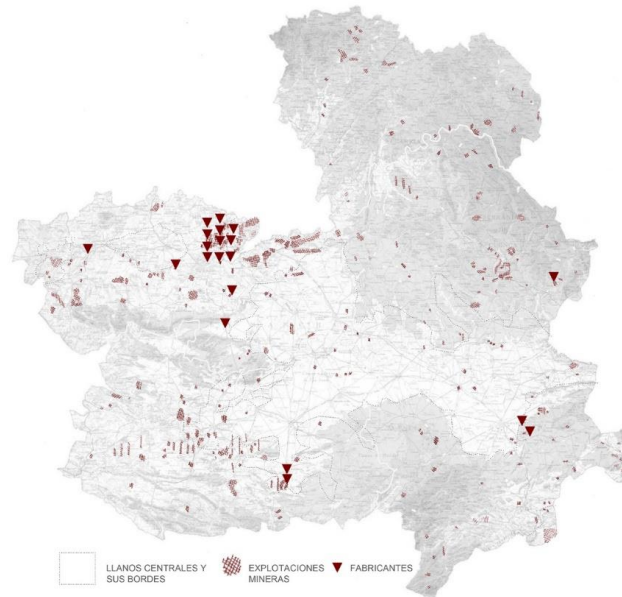 LLANOS CENTRALES Y
SUS BORDES
EXPLOTACIONES
MINERAS
FABRICANTES